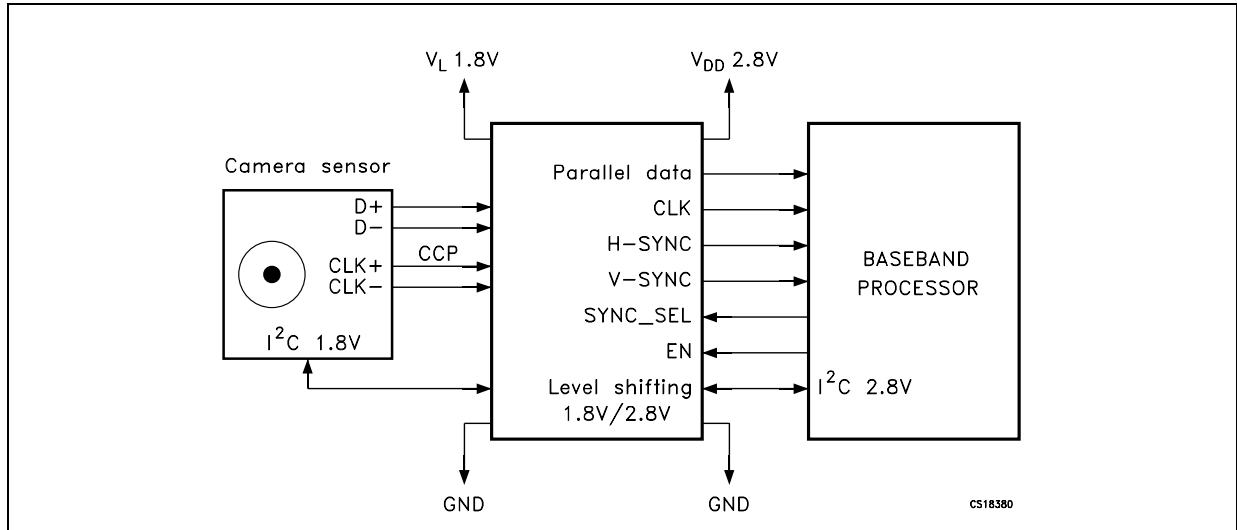 V_L 1.8V
V_DD 2.8V
Camera sensor
D+
D-
CLK+
CLK-
CCP
I²C 1.8V
Parallel data
CLK
H-SYNC
V-SYNC
SYNC_SEL
EN
Level shifting
1.8V/2.8V
BASEBAND
PROCESSOR
I²C 2.8V
GND
GND
CS18380